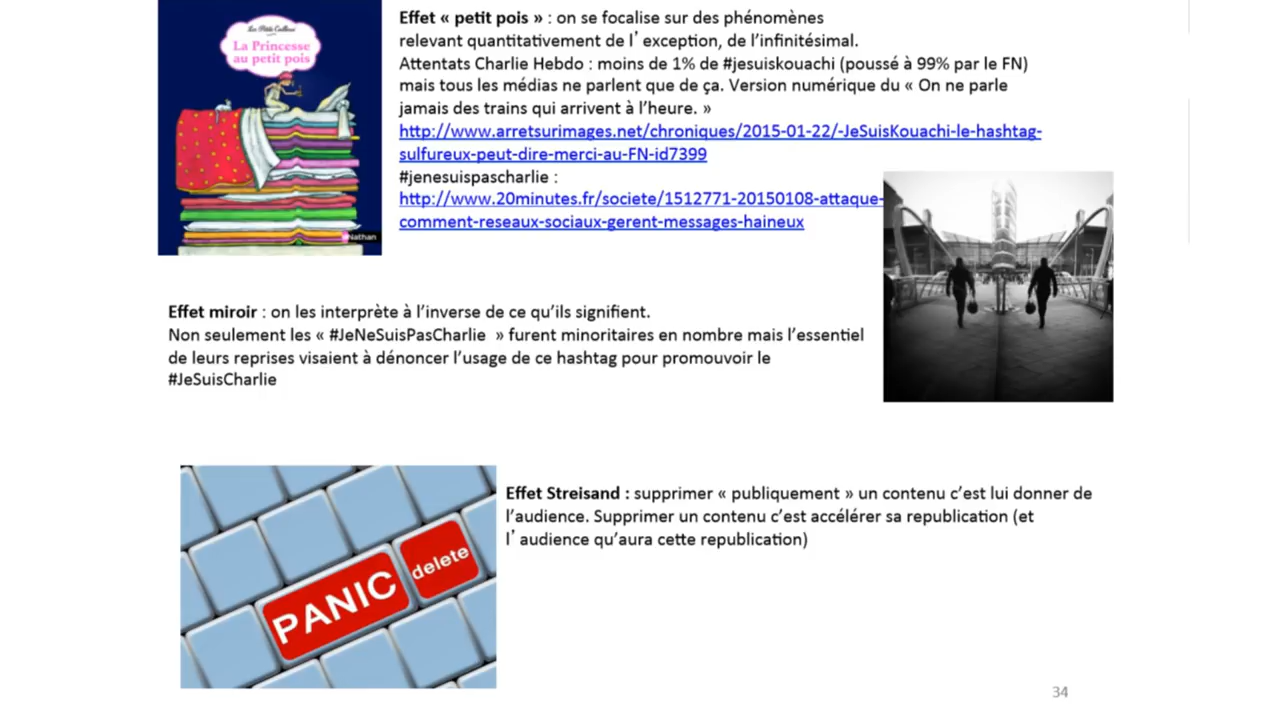 Les Petits Cailloux
La Princesse
au petit pois
Nathan
Effet « petit pois » : on se focalise sur des phénomènes
relevant quantitativement de l’exception, de l’infinitésimal.
Attentats Charlie Hebdo : moins de 1% de #jesuiskouachi (poussé à 99% par le FN)
mais tous les médias ne parlent que de ça. Version numérique du « On ne parle
jamais des trains qui arrivent à l’heure. »
http://www.arretsurimages.net/chroniques/2015-01-22/-JeSuisKouachi-le-hashtag-
sulfureux-peut-dire-merci-au-FN-id7399
#jenesuispascharlie :
http://www.20minutes.fr/societe/1512771-20150108-attaque-
comment-reseaux-sociaux-gerent-messages-haineux
Effet miroir : on les interprète à l’inverse de ce qu’ils signifient.
Non seulement les « #JeNeSuisPasCharlie » furent minoritaires en nombre mais l’essentiel
de leurs reprises visaient à dénoncer l’usage de ce hashtag pour promouvoir le
#JeSuisCharlie
PANIC
delete
Effet Streisand : supprimer « publiquement » un contenu c’est lui donner de
l’audience. Supprimer un contenu c’est accélérer sa republication (et
l’audience qu’aura cette republication)
34